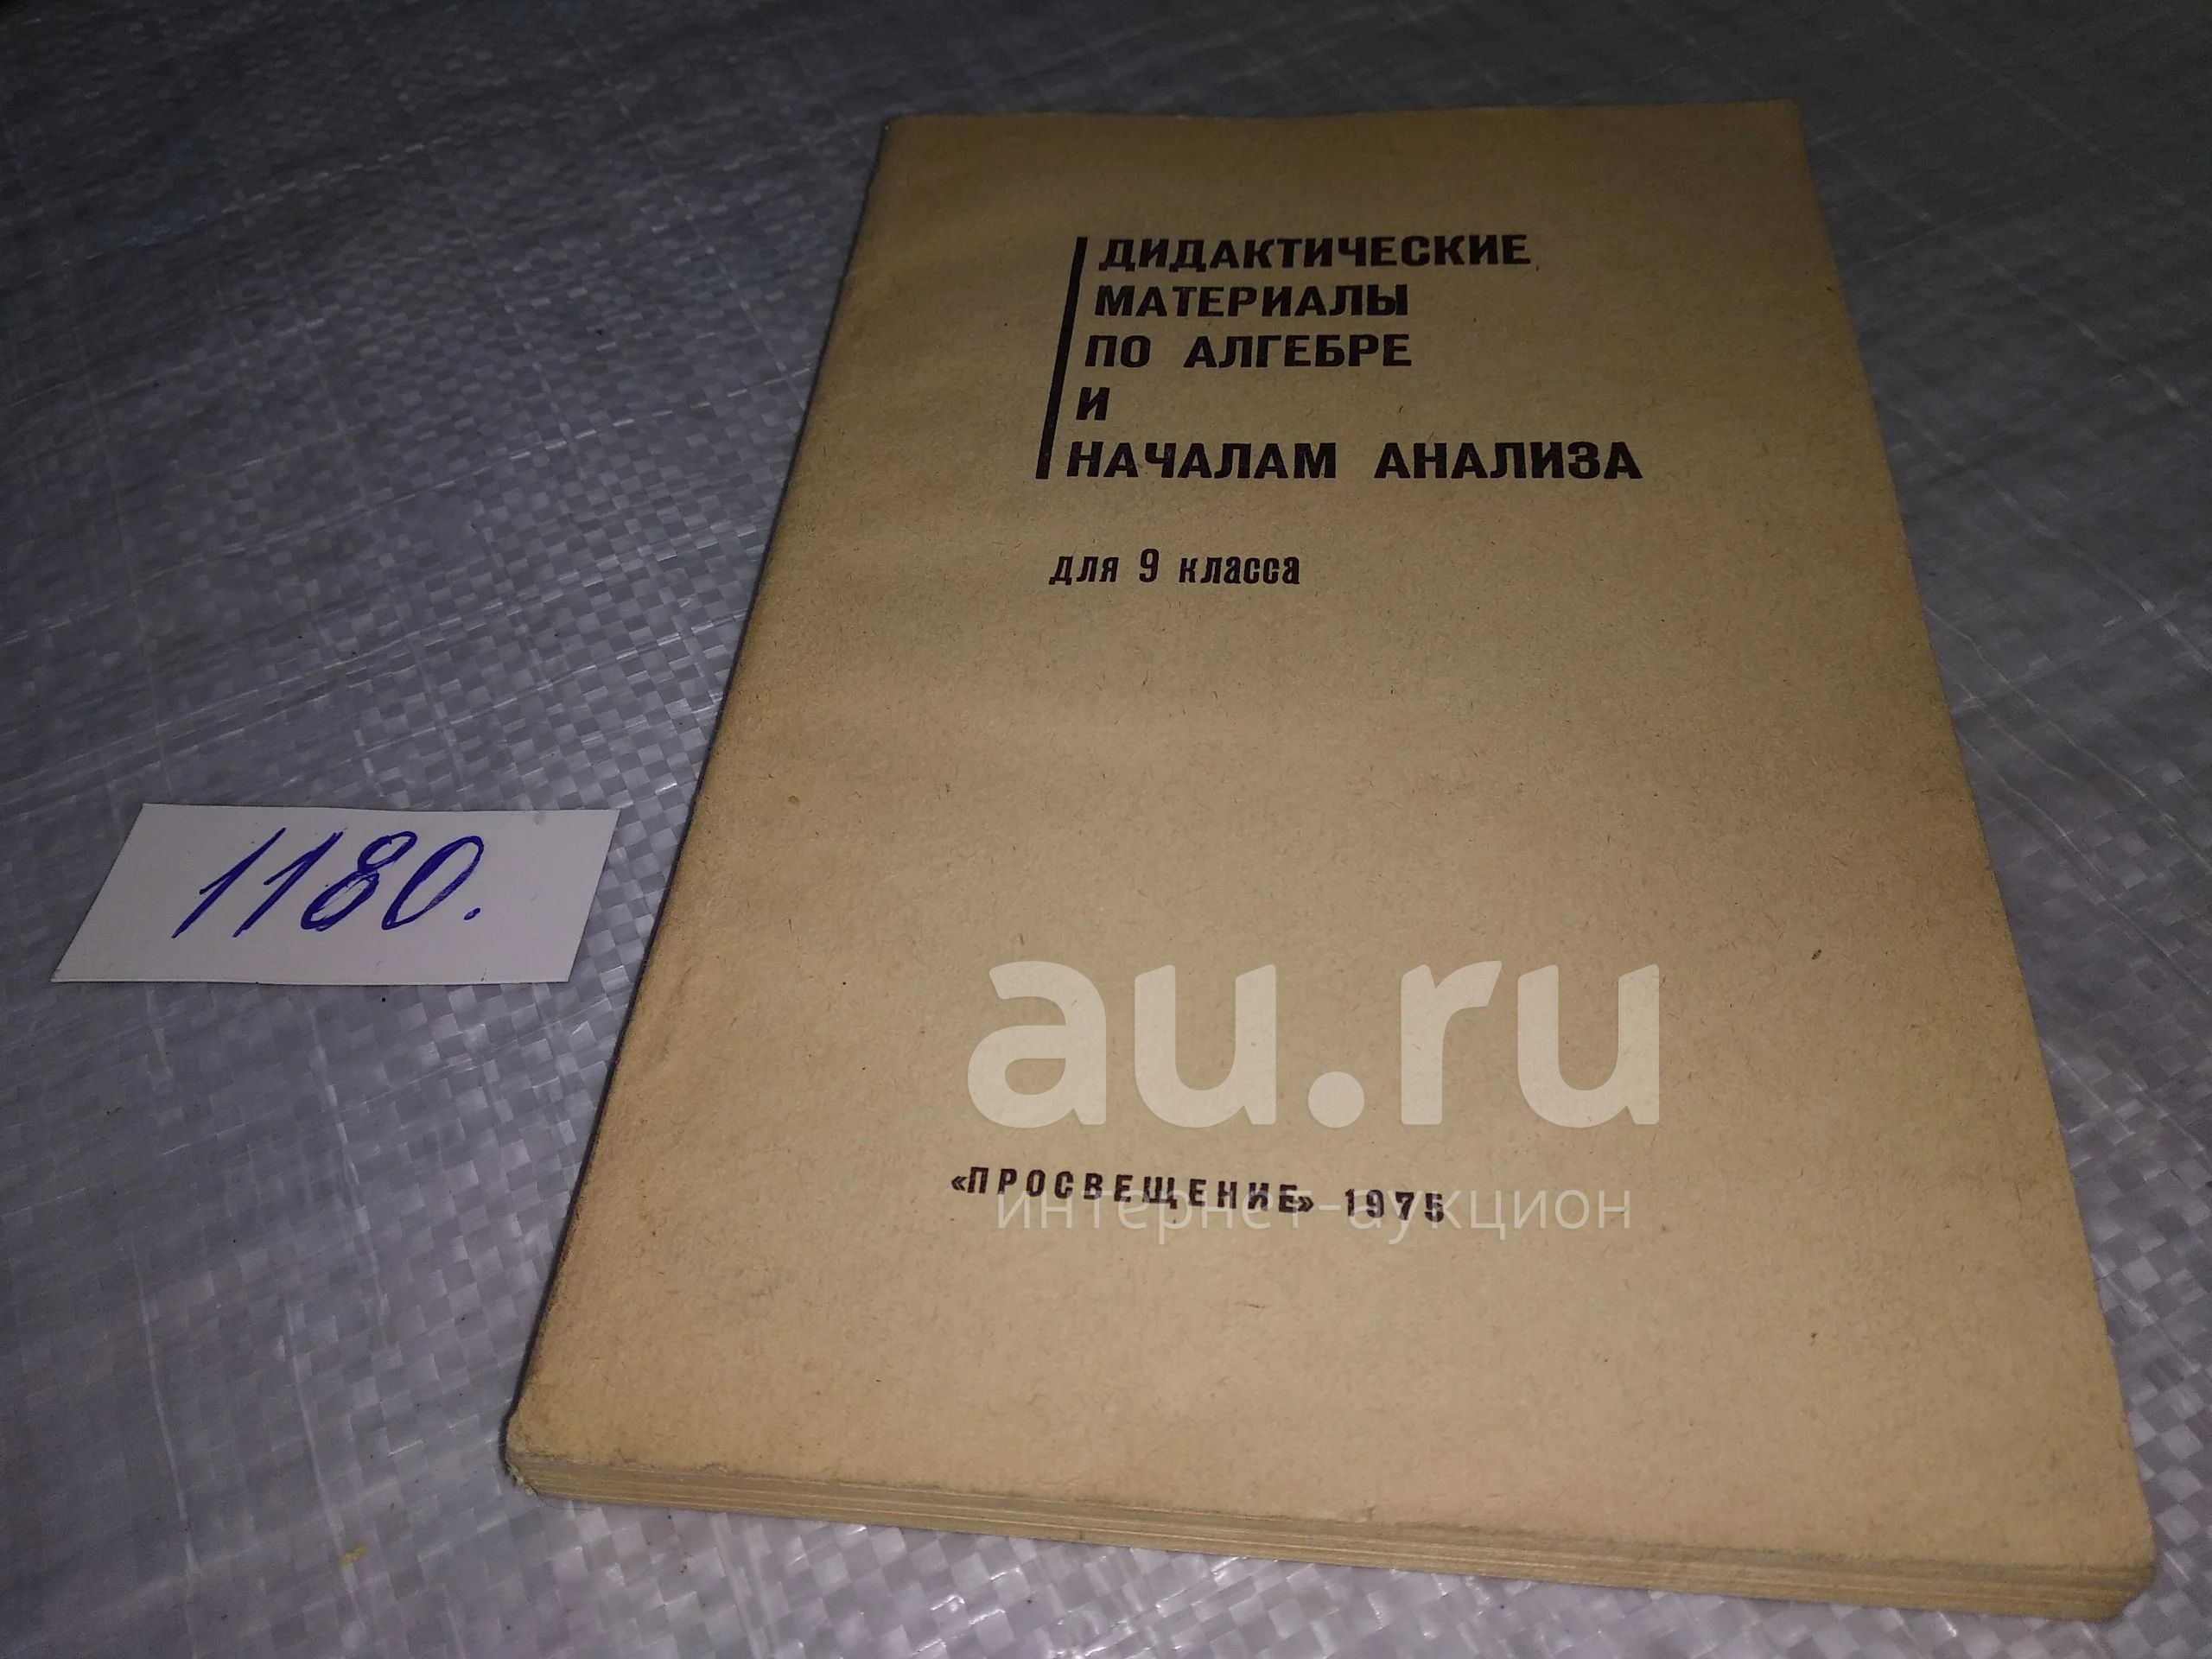 ДИДАКТИЧЕСКИЕ
МАТЕРИАЛЫ
ПО АЛГЕБРЕ
И
НАЧАЛАМ АНАЛИЗА
для 9 класса
1180.
au.ru
«ПРОСВЕЩЕНИЕ» 1975
интернет-аукцион